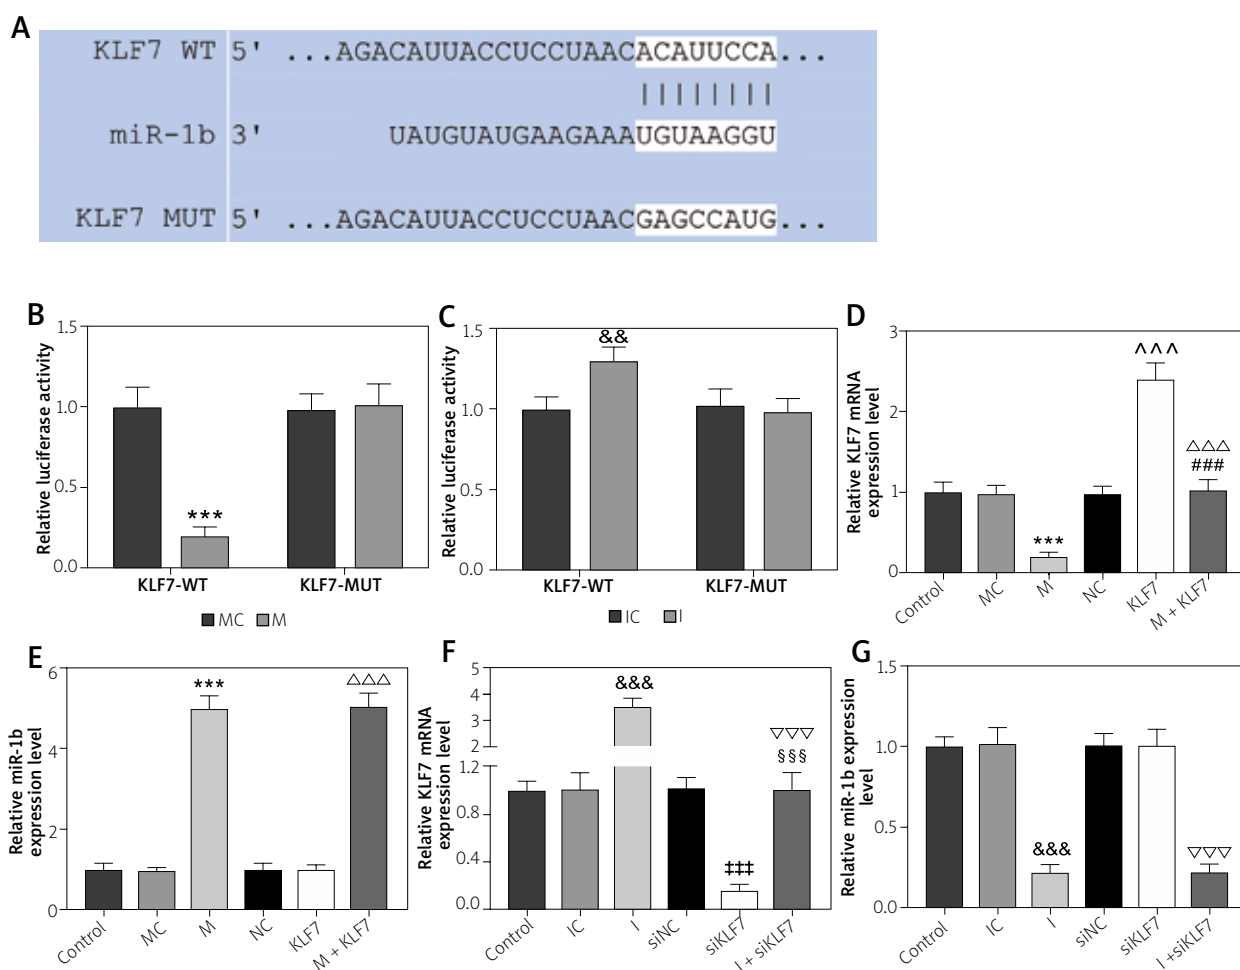 A
KLF7 WT 5' ...AGACAUUACCUCCUAACACAUUCCA...
||||||||
miR-1b 3' UAUGUAUGAAGAAAUGUAAGGU
KLF7 MUT 5' ...AGACAUUACCUCCUAACGAGCCAUG...
B
Relative luciferase activity
1.5
1.0
0.5
0.0
***
KLF7-WT KLF7-MUT
MC M
C
Relative luciferase activity
1.5
1.0
0.5
0.0
&&
KLF7-WT KLF7-MUT
IC I
D
Relative KLF7 mRNA
expression level
3
2
1
0
***
^^^
△△△
###
Control MC M NC KLF7 M + KLF7
E
Relative miR-1b
expression level
6
4
2
0
***
△△△
Control MC M NC KLF7 M + KLF7
F
Relative KLF7 mRNA
expression level
5
4
3
2
1.2
0.8
0.4
0.0
&&&
‡‡‡
▽▽▽
§§§
Control IC I siNC siKLF7 I + siKLF7
G
Relative miR-1b expression
level
1.5
1.0
0.5
0.0
&&&
▽▽▽
Control IC I siNC siKLF7 I +siKLF7